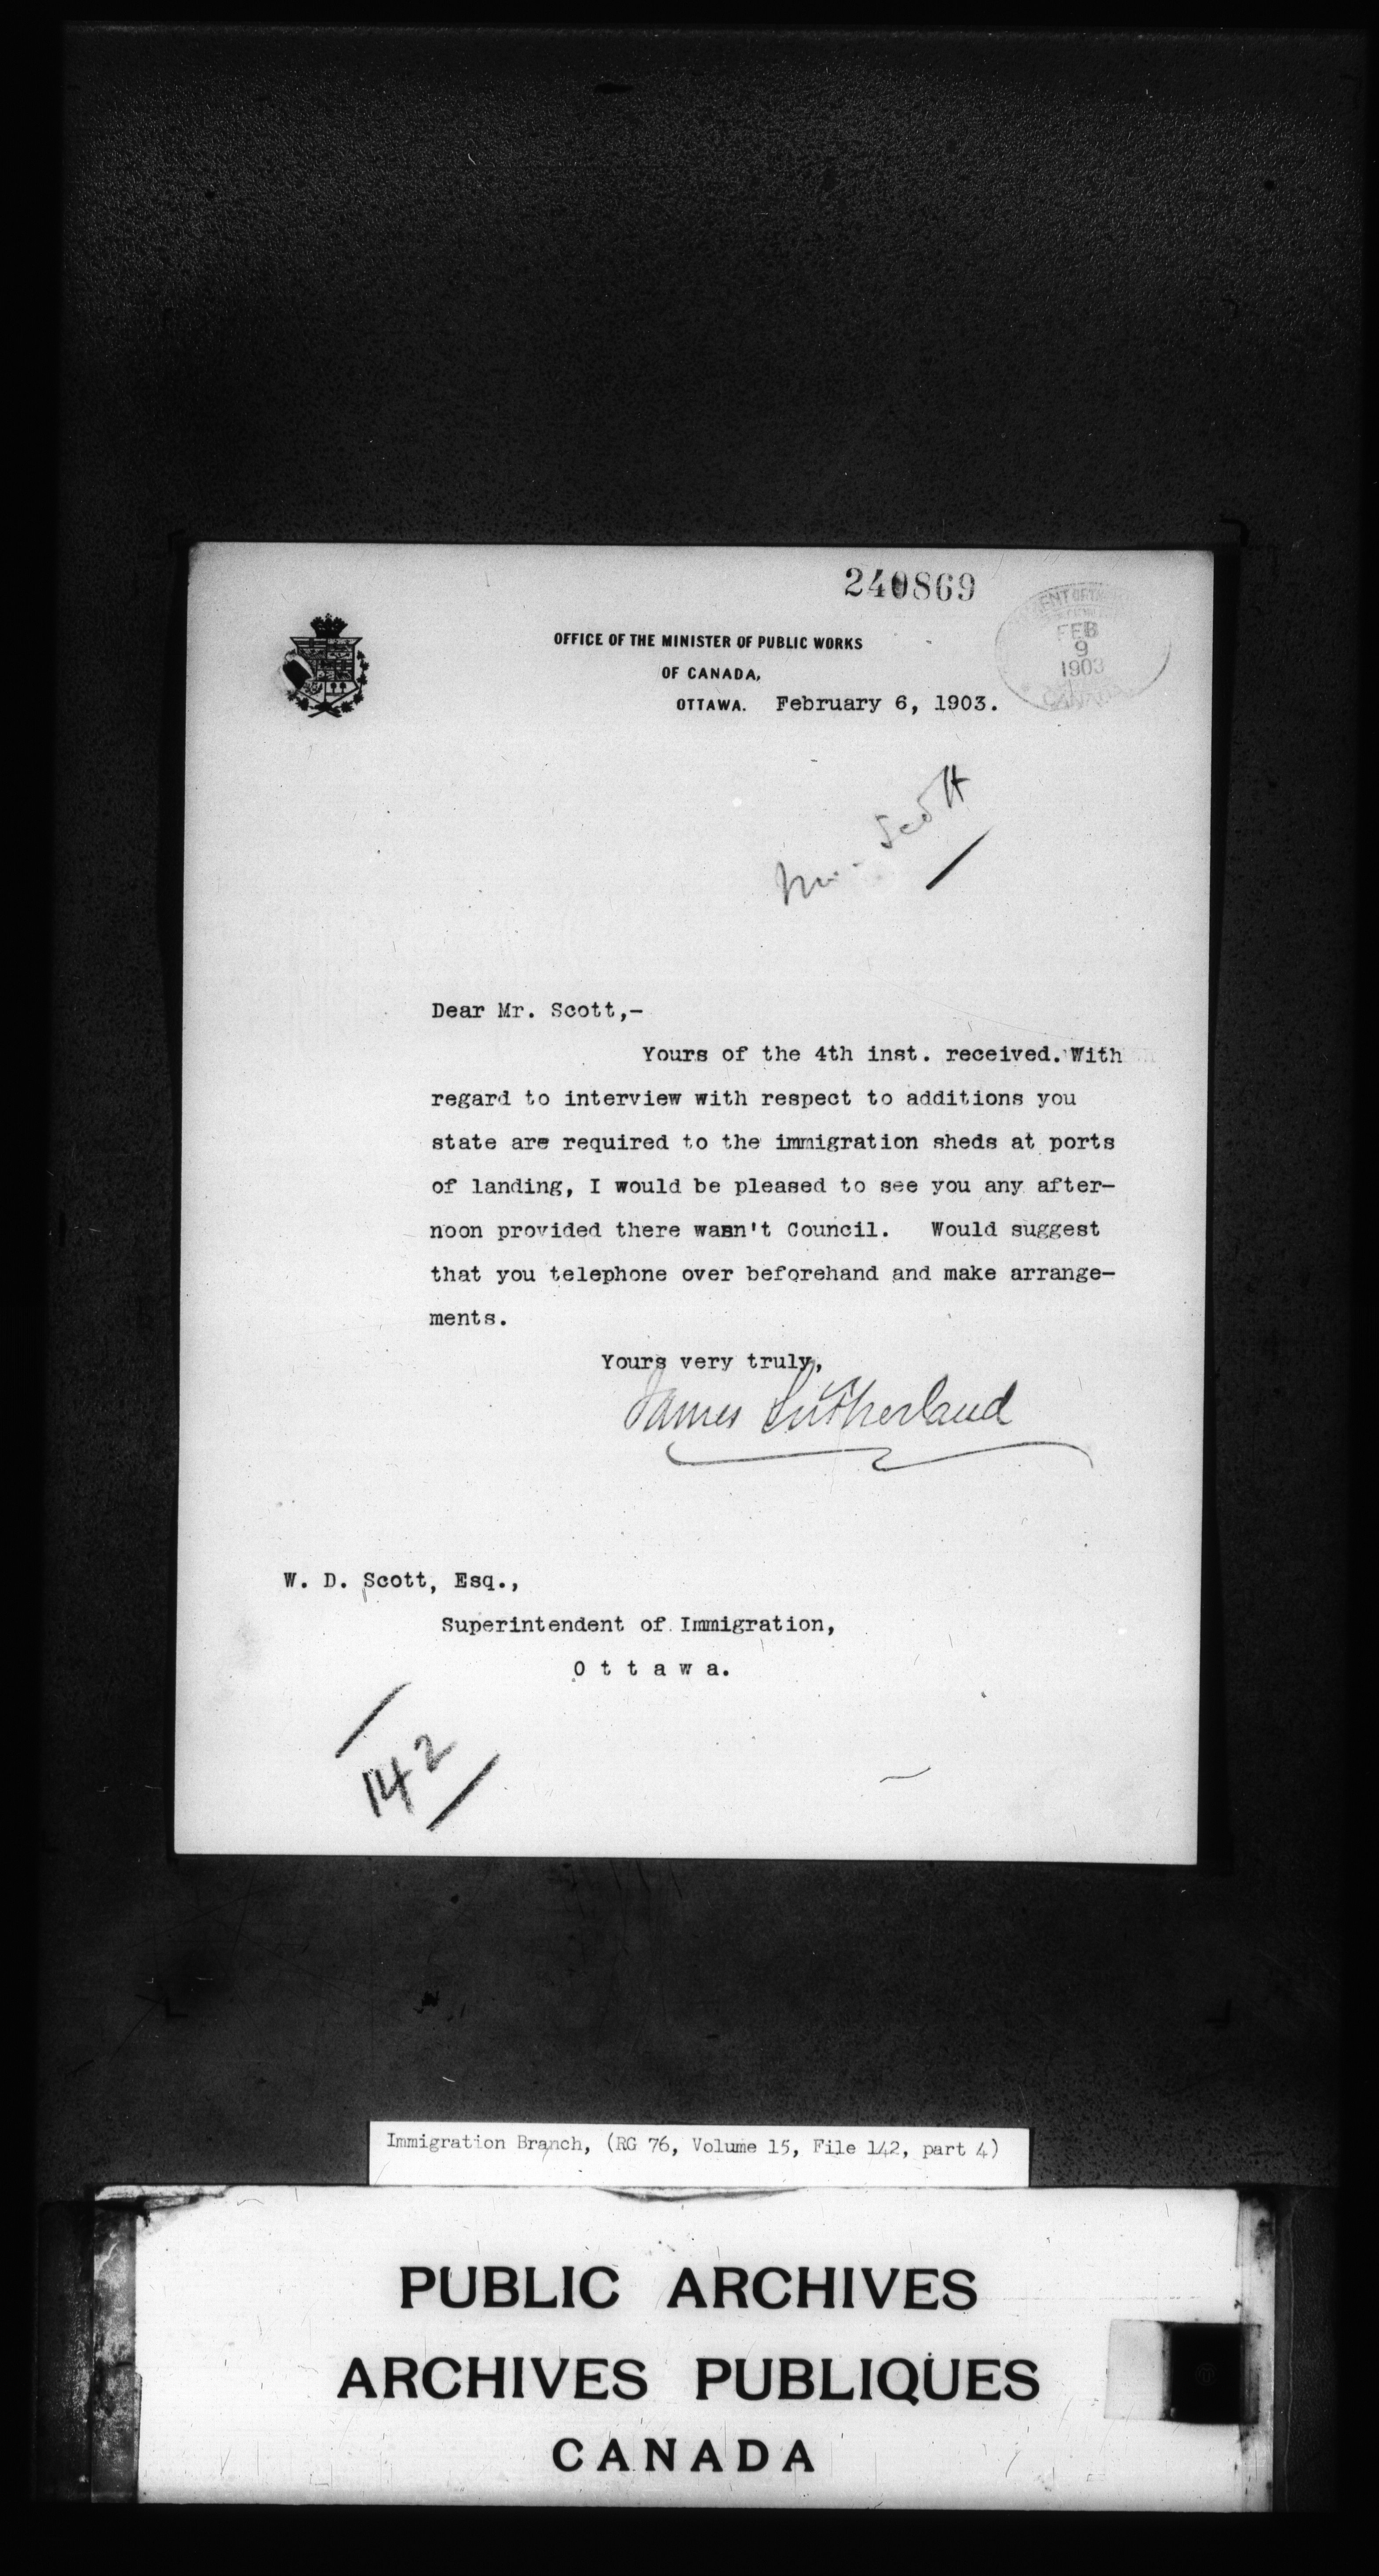 240869
OFFICE OF THE MINISTER OF PUBLIC WORKS
OF CANADA,
OTTAWA. February 6, 1903.
FEB
9
1903
CANADA
Mr. Scott
Dear Mr. Scott,-
Yours of the 4th inst. received. With
regard to interview with respect to additions you
state are required to the immigration sheds at ports
of landing, I would be pleased to see you any after-
noon provided there wasn't Council. Would suggest
that you telephone over beforehand and make arrange-
ments.
Yours very truly,
James Sutherland
W. D. Scott, Esq.,
Superintendent of Immigration,
O t t a w a.
142
Immigration Branch, (RG 76, Volume 15, File 142, part 4)
PUBLIC ARCHIVES
ARCHIVES PUBLIQUES
CANADA